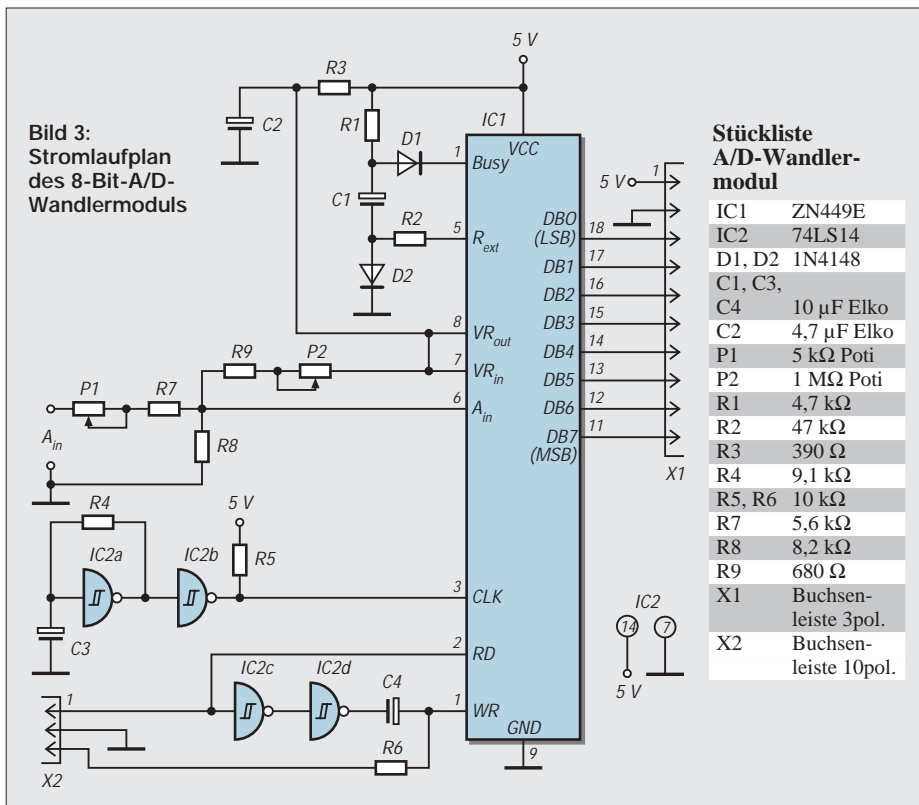 Bild 3:
Stromlaufplan
des 8-Bit-A/D-
Wandlermoduls
5 V
R3
C2
R1
D1
C1
R2
D2
IC1
VCC
1
Busy
5
R_ext
8
VR_out
7
VR_in
6
A_in
3
CLK
2
RD
1
WR
GND
9
DB0
(LSB)
18
DB1
17
DB2
16
DB3
15
DB4
14
DB5
13
DB6
12
DB7
11
(MSB)
5 V
1
X1
R9
P2
P1
R7
A_in
R8
R4
5 V
IC2a
IC2b
R5
C3
IC2c
IC2d
C4
1
R6
X2
IC2
14
7
5 V
Stückliste
A/D-Wandler-
modul
IC1 ZN449E
IC2 74LS14
D1, D2 1N4148
C1, C3,
C4 10 µF Elko
C2 4,7 µF Elko
P1 5 kΩ Poti
P2 1 MΩ Poti
R1 4,7 kΩ
R2 47 kΩ
R3 390 Ω
R4 9,1 kΩ
R5, R6 10 kΩ
R7 5,6 kΩ
R8 8,2 kΩ
R9 680 Ω
X1 Buchsen-
leiste 3pol.
X2 Buchsen-
leiste 10pol.